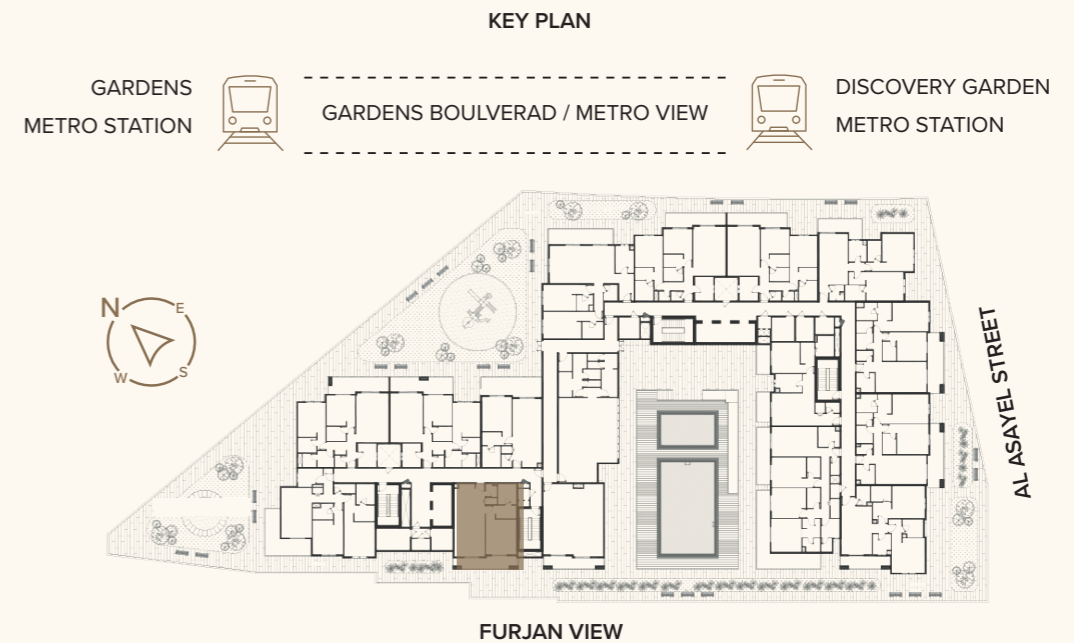 KEY PLAN
GARDENS
METRO STATION
GARDENS BOULVERAD / METRO VIEW
DISCOVERY GARDEN
METRO STATION
N
E
W
S
AL ASAYEL STREET
FURJAN VIEW